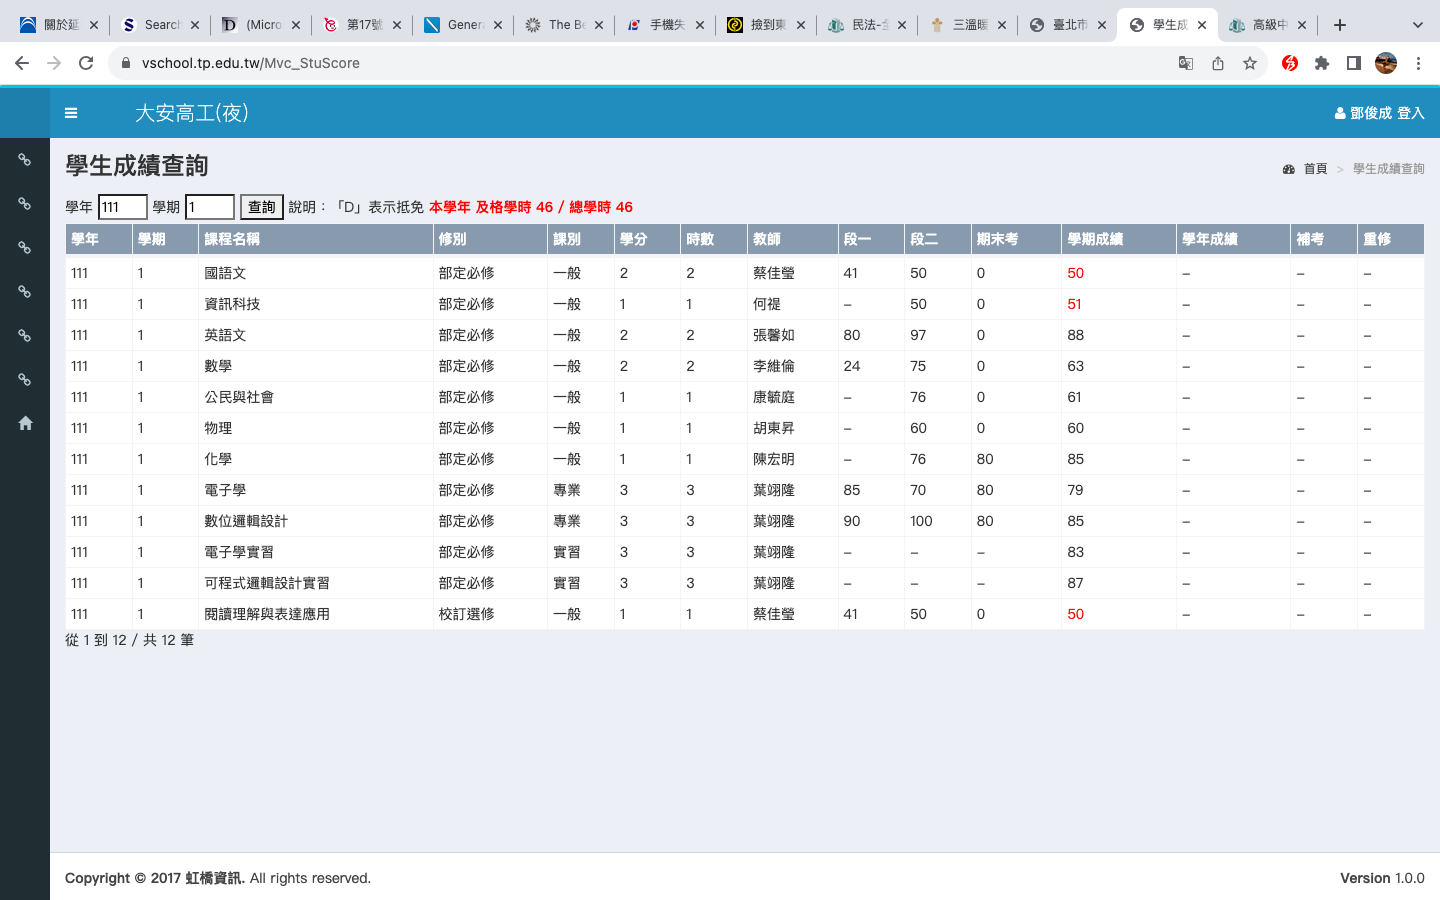 關於延 Search (Micro 第17號 Genera The Be 手機失 撿到東 民法-全 三溫暖 臺北市 學生成 高級中
vschool.tp.edu.tw/Mvc_StuScore
大安高工(夜) 鄧俊成 登入
學生成績查詢 首頁 > 學生成績查詢
學年 111 學期 1 查詢 說明：「D」表示抵免 本學年 及格學時 46 / 總學時 46
學年 學期 課程名稱 修別 課別 學分 時數 教師 段一 段二 期末考 學期成績 學年成績 補考 重修
111 1 國語文 部定必修 一般 2 2 蔡佳瑩 41 50 0 50 – – –
111 1 資訊科技 部定必修 一般 1 1 何禔 – 50 0 51 – – –
111 1 英語文 部定必修 一般 2 2 張馨如 80 97 0 88 – – –
111 1 數學 部定必修 一般 2 2 李維倫 24 75 0 63 – – –
111 1 公民與社會 部定必修 一般 1 1 康毓庭 – 76 0 61 – – –
111 1 物理 部定必修 一般 1 1 胡東昇 – 60 0 60 – – –
111 1 化學 部定必修 一般 1 1 陳宏明 – 76 80 85 – – –
111 1 電子學 部定必修 專業 3 3 葉翊隆 85 70 80 79 – – –
111 1 數位邏輯設計 部定必修 專業 3 3 葉翊隆 90 100 80 85 – – –
111 1 電子學實習 部定必修 實習 3 3 葉翊隆 – – – 83 – – –
111 1 可程式邏輯設計實習 部定必修 實習 3 3 葉翊隆 – – – 87 – – –
111 1 閱讀理解與表達應用 校訂選修 一般 1 1 蔡佳瑩 41 50 0 50 – – –
從 1 到 12 / 共 12 筆
Copyright © 2017 虹橋資訊. All rights reserved. Version 1.0.0